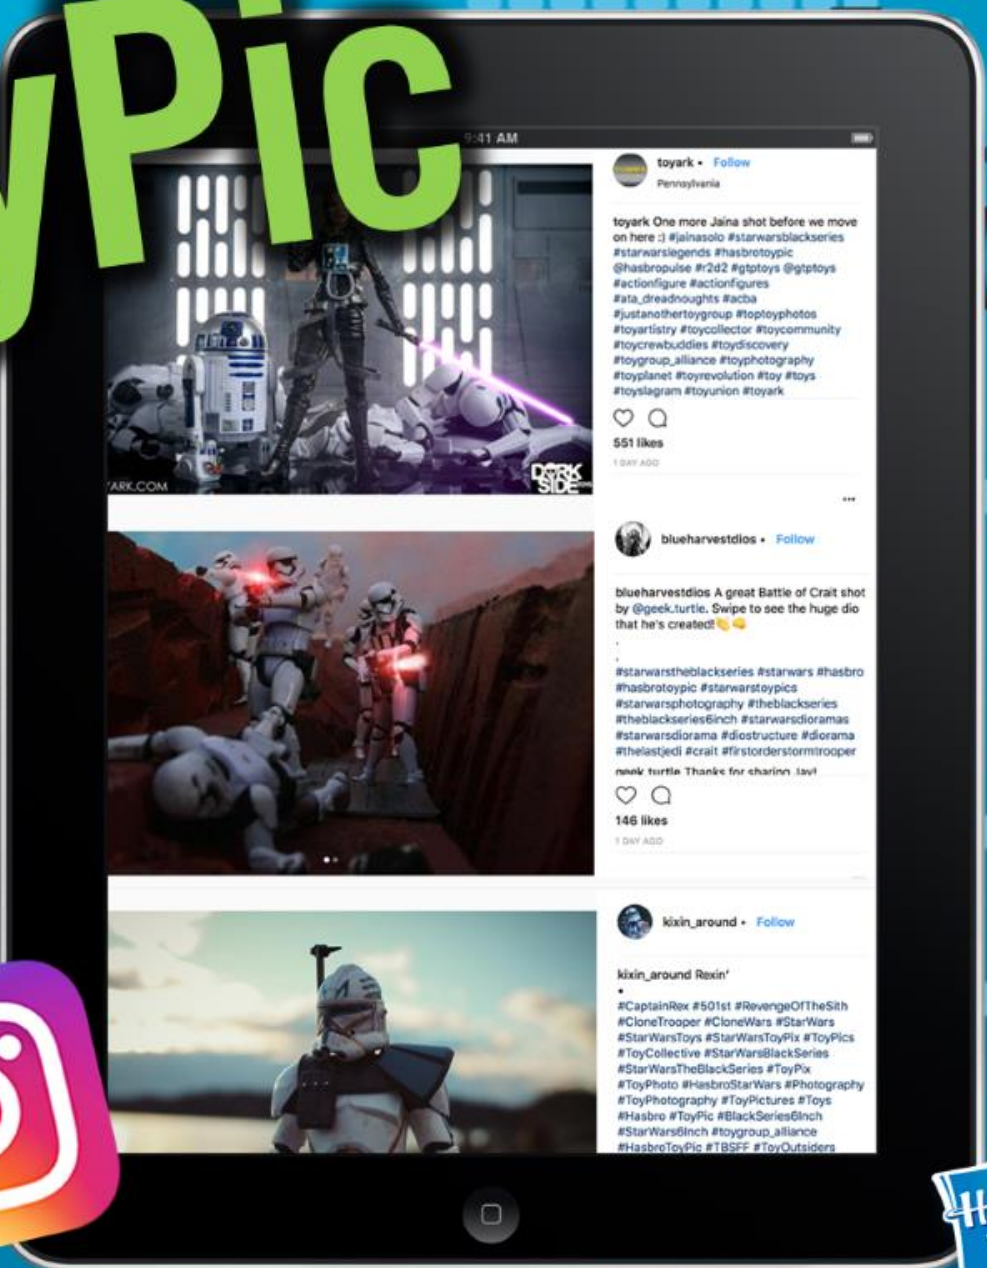 yPic
9:41 AM
toyark • Follow
Pennsylvania
toyark One more Jaina shot before we move
on here :) #jainasolo #starwarsblackseries
#starwarslegends #hasbrotoypic
@hasbropulse #r2d2 #gtptoys @gtptoys
#actionfigure #actionfigures
#ata_dreadnoughts #acba
#justanothertoygroup #toptoyphotos
#toyartistry #toycollector #toycommunity
#toycrewbuddies #toydiscovery
#toygroup_alliance #toyphotography
#toyplanet #toyrevolution #toy #toys
#toyslagram #toyunion #toyark
551 likes
1 DAY AGO
ARK.COM
DARK
SIDE
blueharvestdios • Follow
blueharvestdios A great Battle of Crait shot
by @geek.turtle. Swipe to see the huge dio
that he's created!👏👊
.
.
#starwarstheblackseries #starwars #hasbro
#hasbrotoypic #starwarstoypics
#starwarsphotography #theblackseries
#theblackseries6inch #starwarsdioramas
#starwarsdiorama #diostructure #diorama
#thelastjedi #crait #firstorderstormtrooper
geek.turtle Thanks for sharing Jay!
146 likes
1 DAY AGO
kixin_around • Follow
kixin_around Rexin'
•
#CaptainRex #501st #RevengeOfTheSith
#CloneTrooper #CloneWars #StarWars
#StarWarsToys #StarWarsToyPix #ToyPics
#ToyCollective #StarWarsBlackSeries
#StarWarsTheBlackSeries #ToyPix
#ToyPhoto #HasbroStarWars #Photography
#ToyPhotography #ToyPictures #Toys
#Hasbro #ToyPic #BlackSeries6Inch
#StarWars6Inch #toygroup_alliance
#HasbroToyPic #TBSFF #ToyOutsiders
H